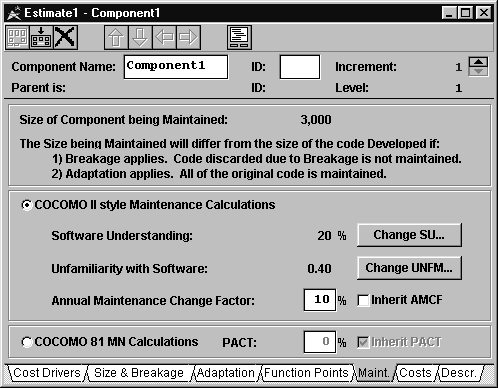 Estimate1 - Component1
Component Name: Component1 ID: Increment: 1
Parent is: ID: Level: 1
Size of Component being Maintained: 3,000
The Size being Maintained will differ from the size of the code Developed if:
1) Breakage applies. Code discarded due to Breakage is not maintained.
2) Adaptation applies. All of the original code is maintained.
COCOMO II style Maintenance Calculations
Software Understanding: 20 % Change SU...
Unfamiliarity with Software: 0.40 Change UNFM...
Annual Maintenance Change Factor: 10 % Inherit AMCF
COCOMO 81 MN Calculations PACT: 0 % Inherit PACT
Cost Drivers Size & Breakage Adaptation Function Points Maint. Costs Descr.